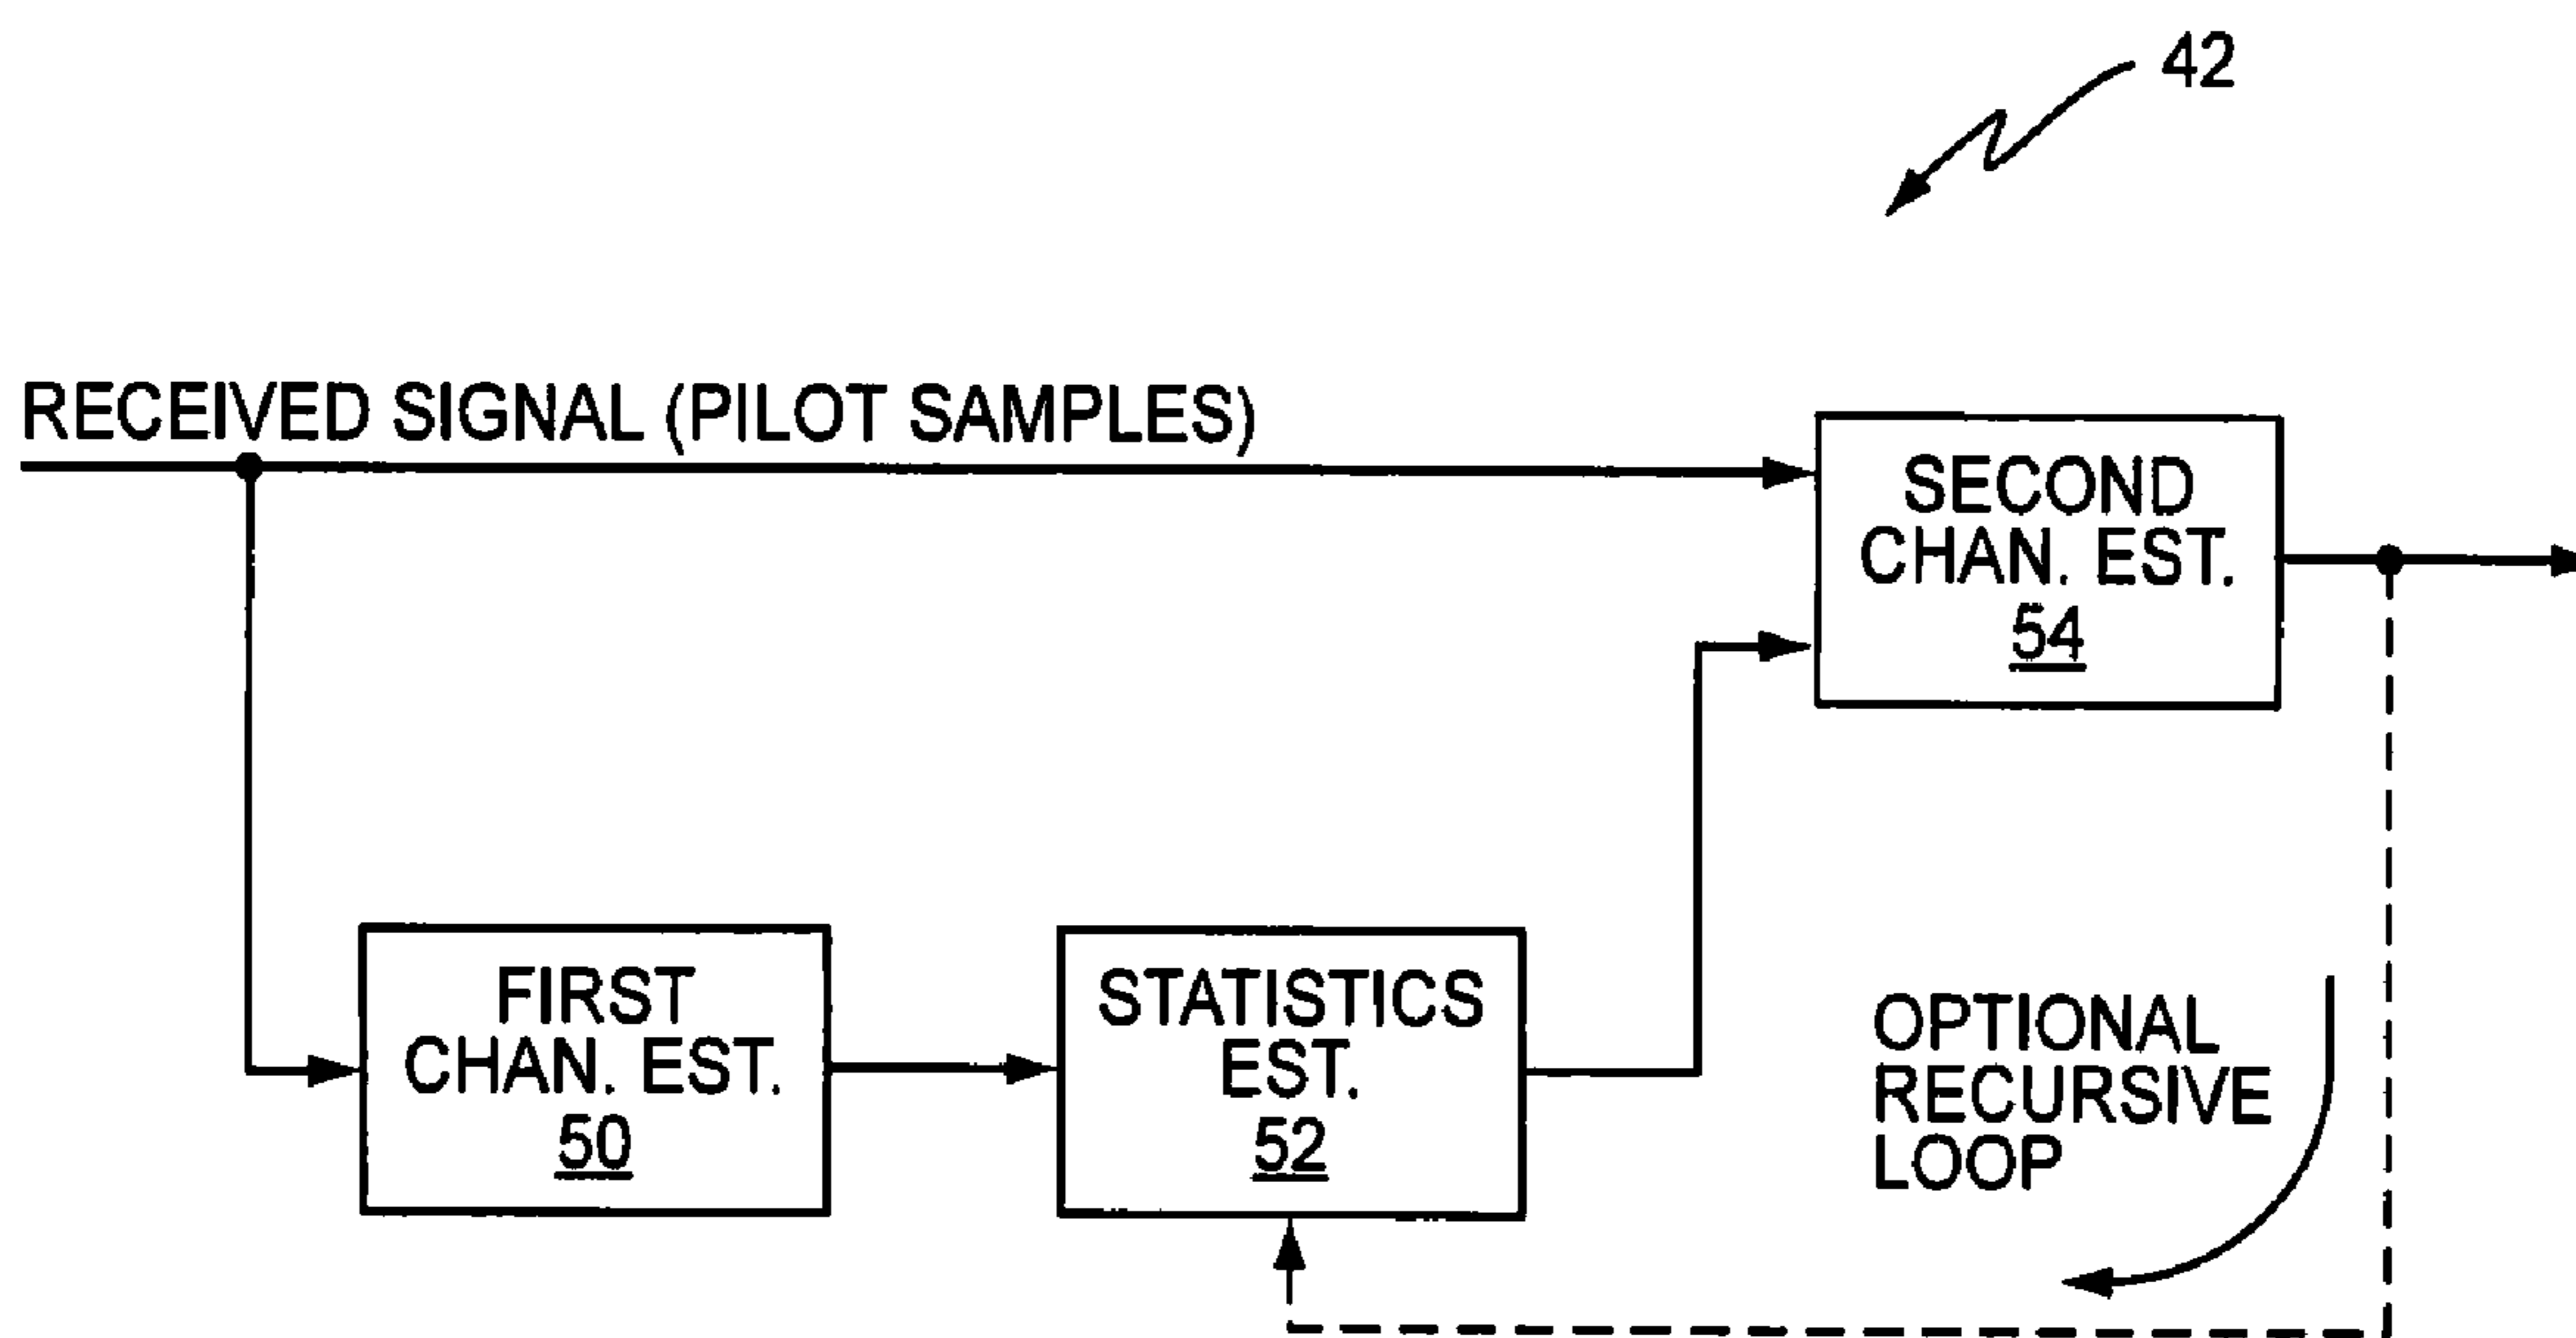 42
RECEIVED SIGNAL (PILOT SAMPLES)
SECOND
CHAN. EST.
54
FIRST
CHAN. EST.
50
STATISTICS
EST.
52
OPTIONAL
RECURSIVE
LOOP